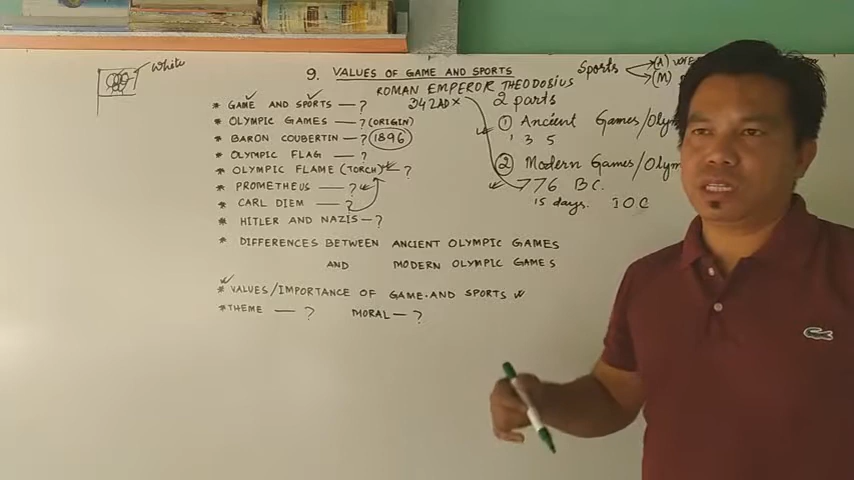 White
9. VALUES OF GAME AND SPORTS
Sports
(A)
(M)
ROMAN EMPEROR THEODOBIUS
342AD X
2 parts
* GAME AND SPORTS — ?
* OLYMPIC GAMES — ? (ORIGIN)
* BARON COUBERTIN — ? 1896
* OLYMPIC FLAG — ?
* OLYMPIC FLAME (TORCH) — ?
* PROMETHEUS — ?
* CARL DIEM — ?
* HITLER AND NAZIS — ?
* DIFFERENCES BETWEEN ANCIENT OLYMPIC GAMES
AND MODERN OLYMPIC GAMES
* VALUES/IMPORTANCE OF GAME AND SPORTS
* THEME — ? MORAL — ?
① Ancient Games/Oly
1 3 5
② Modern Games/Oly
776 BC.
15 days. IOC